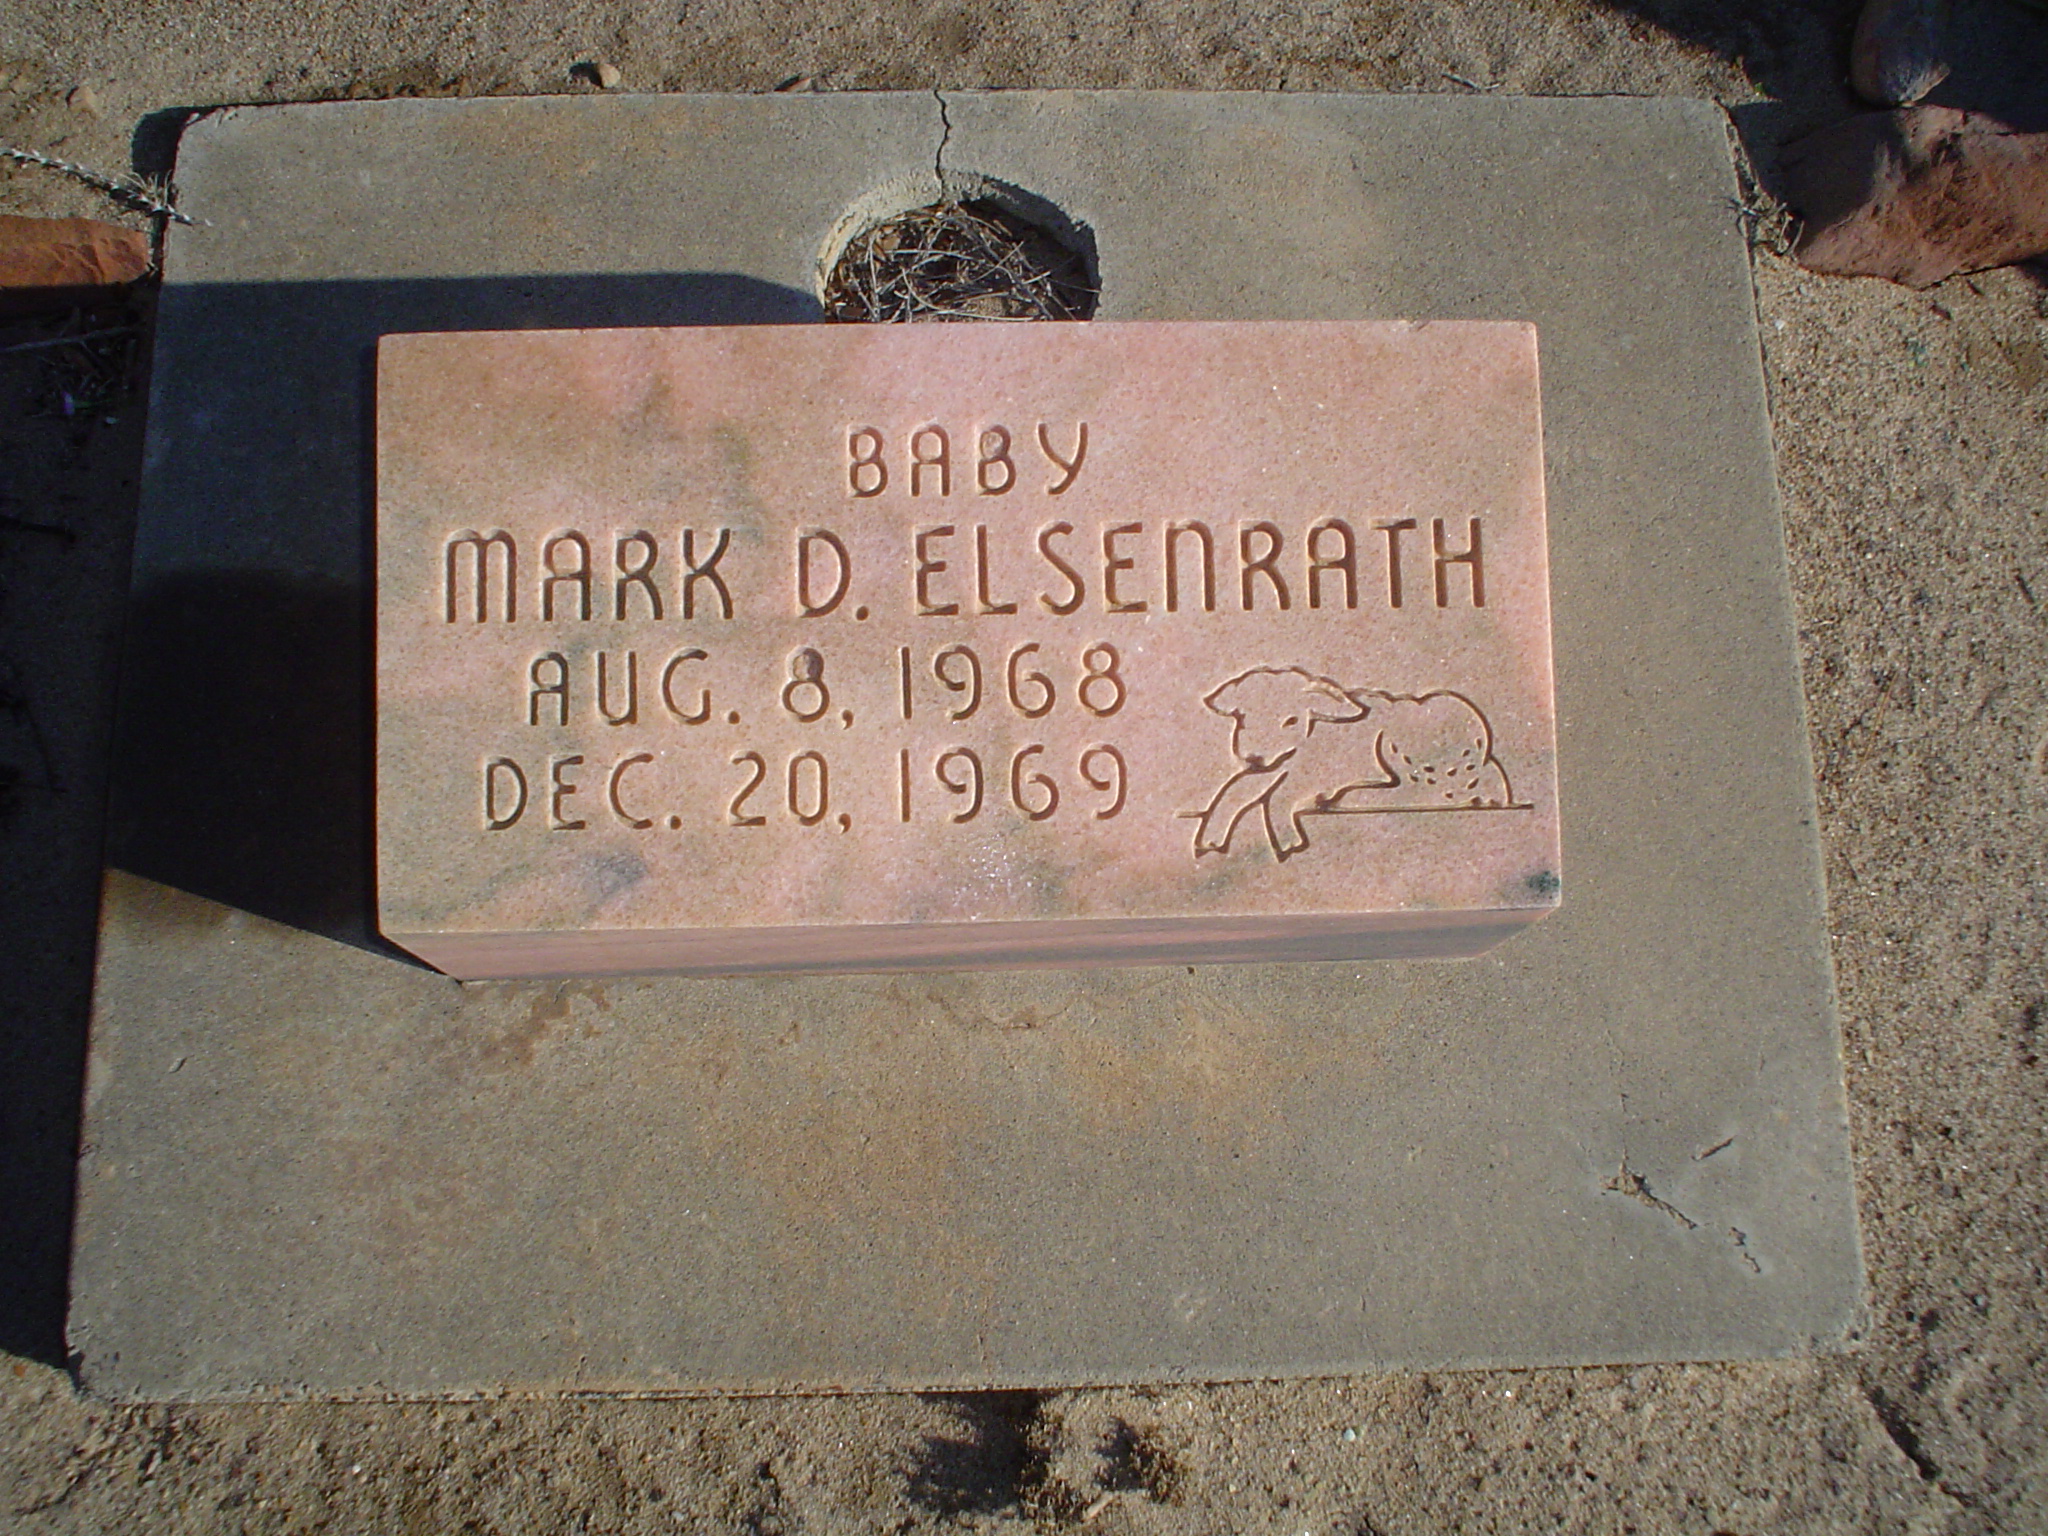 BABY
MARK D. ELSENRATH
AUG. 8, 1968
DEC. 20, 1969